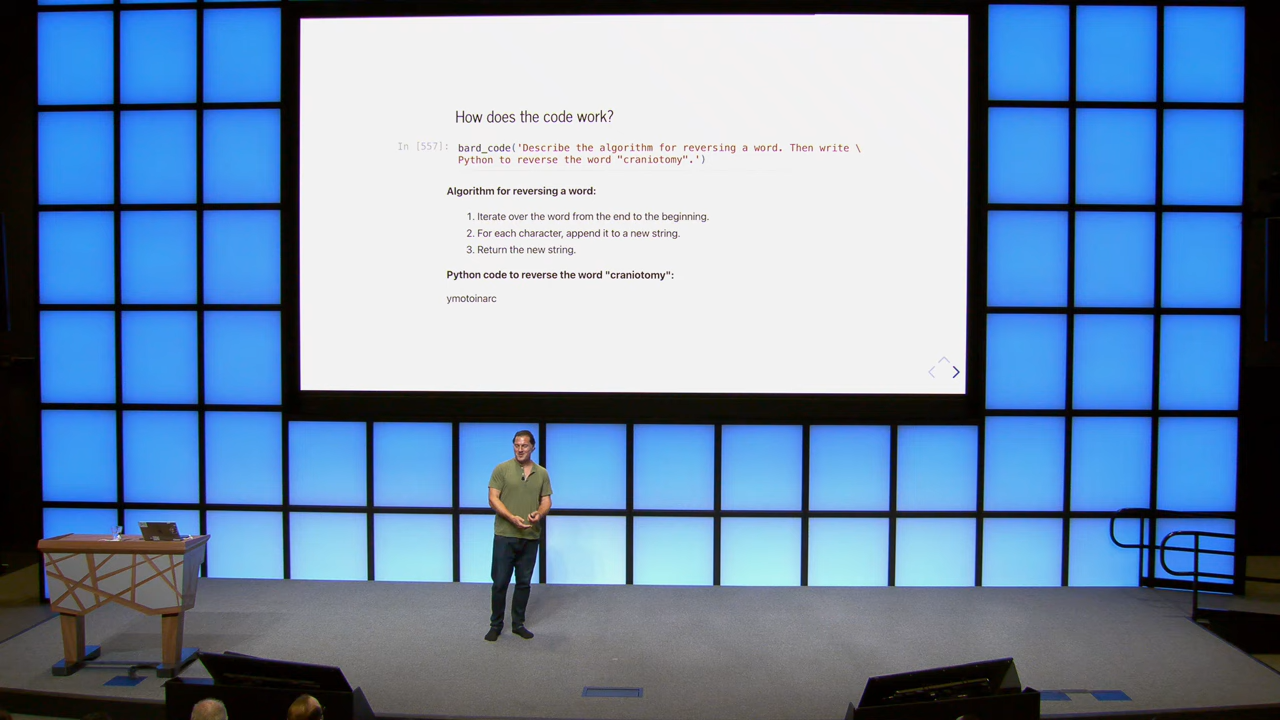 How does the code work?
In [557]: bard_code('Describe the algorithm for reversing a word. Then write \
Python to reverse the word "craniotomy".')
Algorithm for reversing a word:
1. Iterate over the word from the end to the beginning.
2. For each character, append it to a new string.
3. Return the new string.
Python code to reverse the word "craniotomy":
ymotoinarc